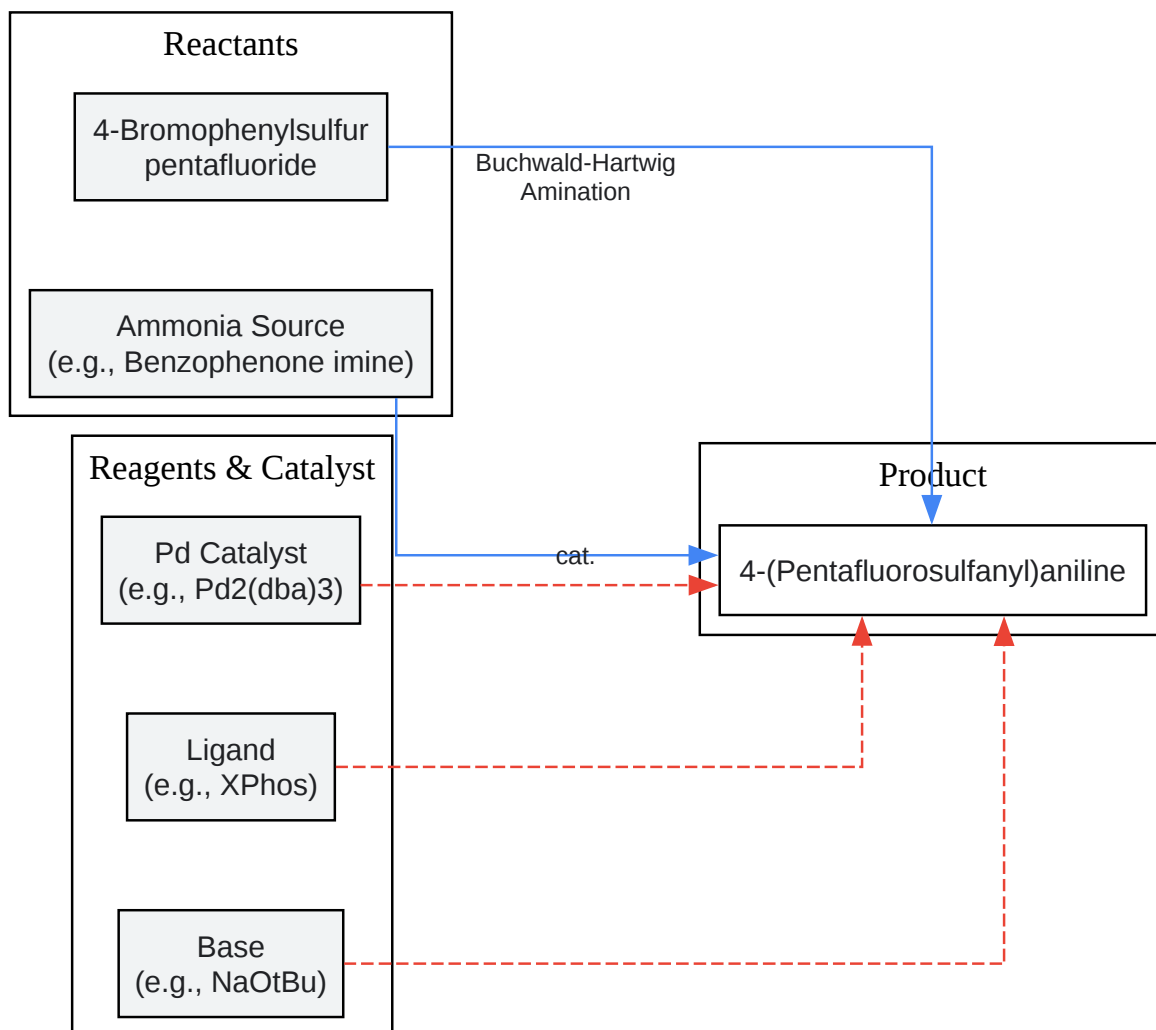 Reactants
4-Bromophenylsulfur
pentafluoride
Buchwald-Hartwig
Amination
Ammonia Source
(e.g., Benzophenone imine)
Reagents & Catalyst
Pd Catalyst
(e.g., Pd2(dba)3)
cat.
Product
4-(Pentafluorosulfanyl)aniline
Ligand
(e.g., XPhos)
Base
(e.g., NaOtBu)